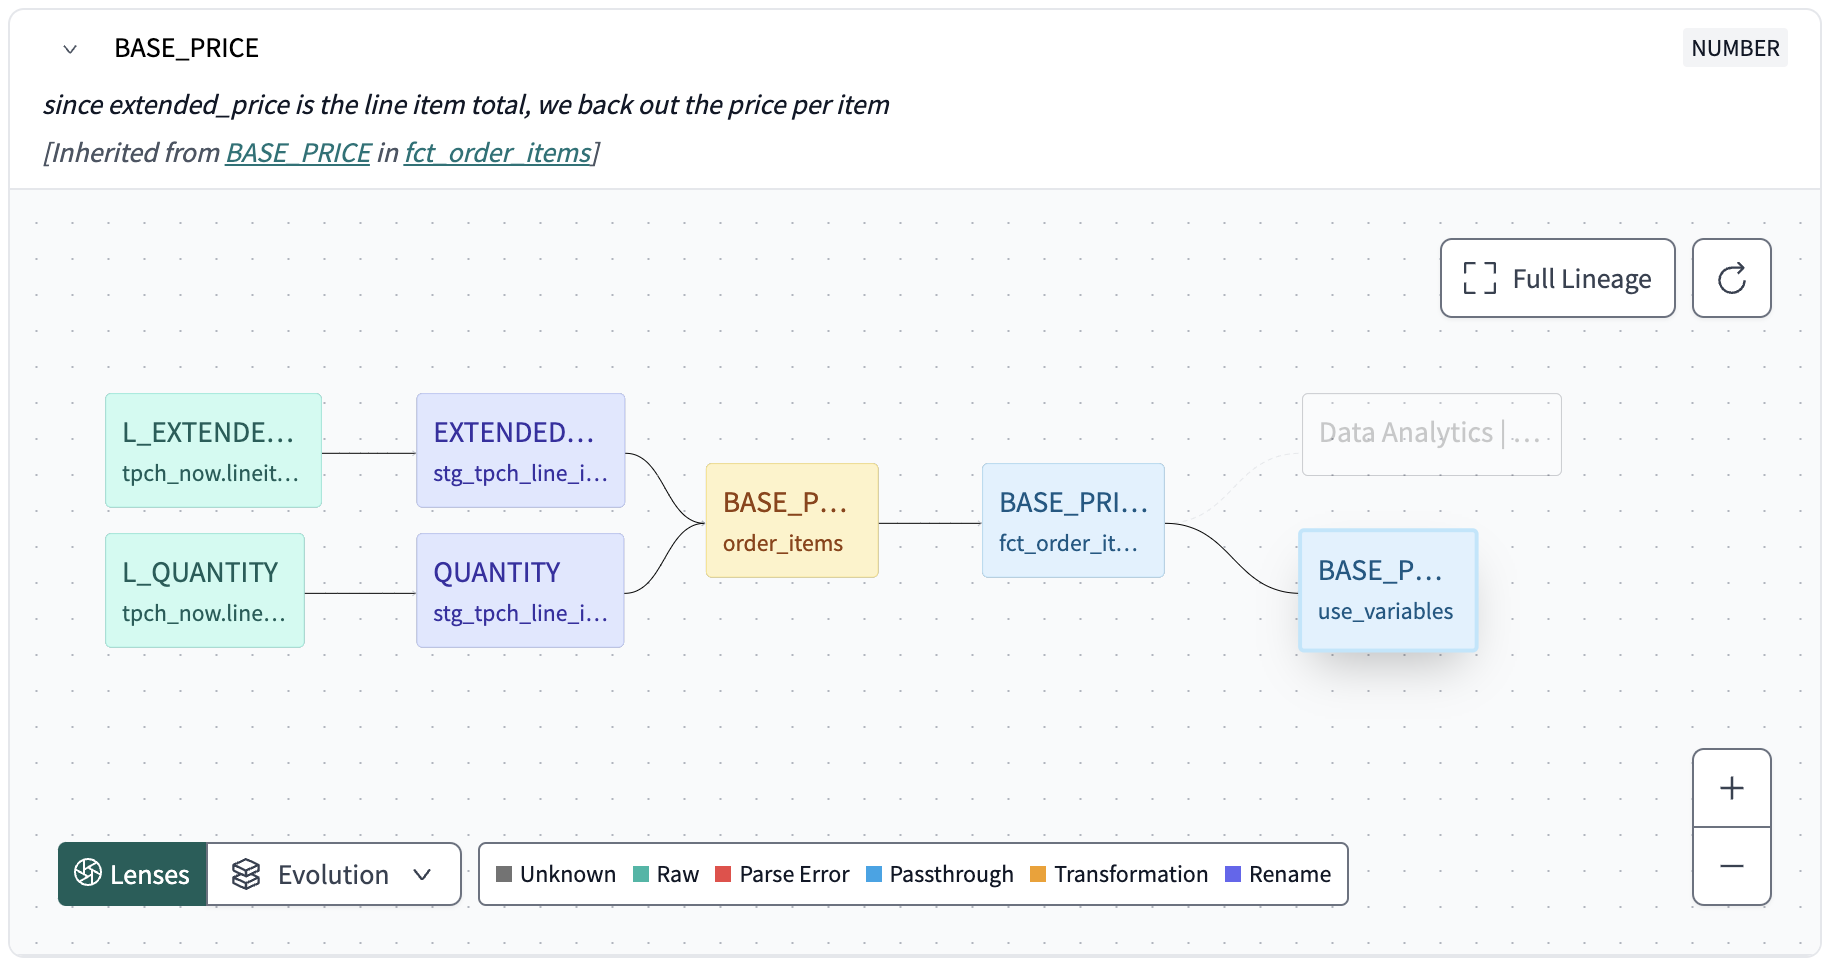 BASE_PRICE
NUMBER
since extended_price is the line item total, we back out the price per item
[Inherited from BASE_PRICE in fct_order_items]
Full Lineage
L_EXTENDE...
tpch_now.lineit...
EXTENDED...
stg_tpch_line_i...
Data Analytics | ...
BASE_P...
order_items
BASE_PRI...
fct_order_it...
L_QUANTITY
tpch_now.line...
QUANTITY
stg_tpch_line_i...
BASE_P...
use_variables
Lenses
Evolution
Unknown
Raw
Parse Error
Passthrough
Transformation
Rename